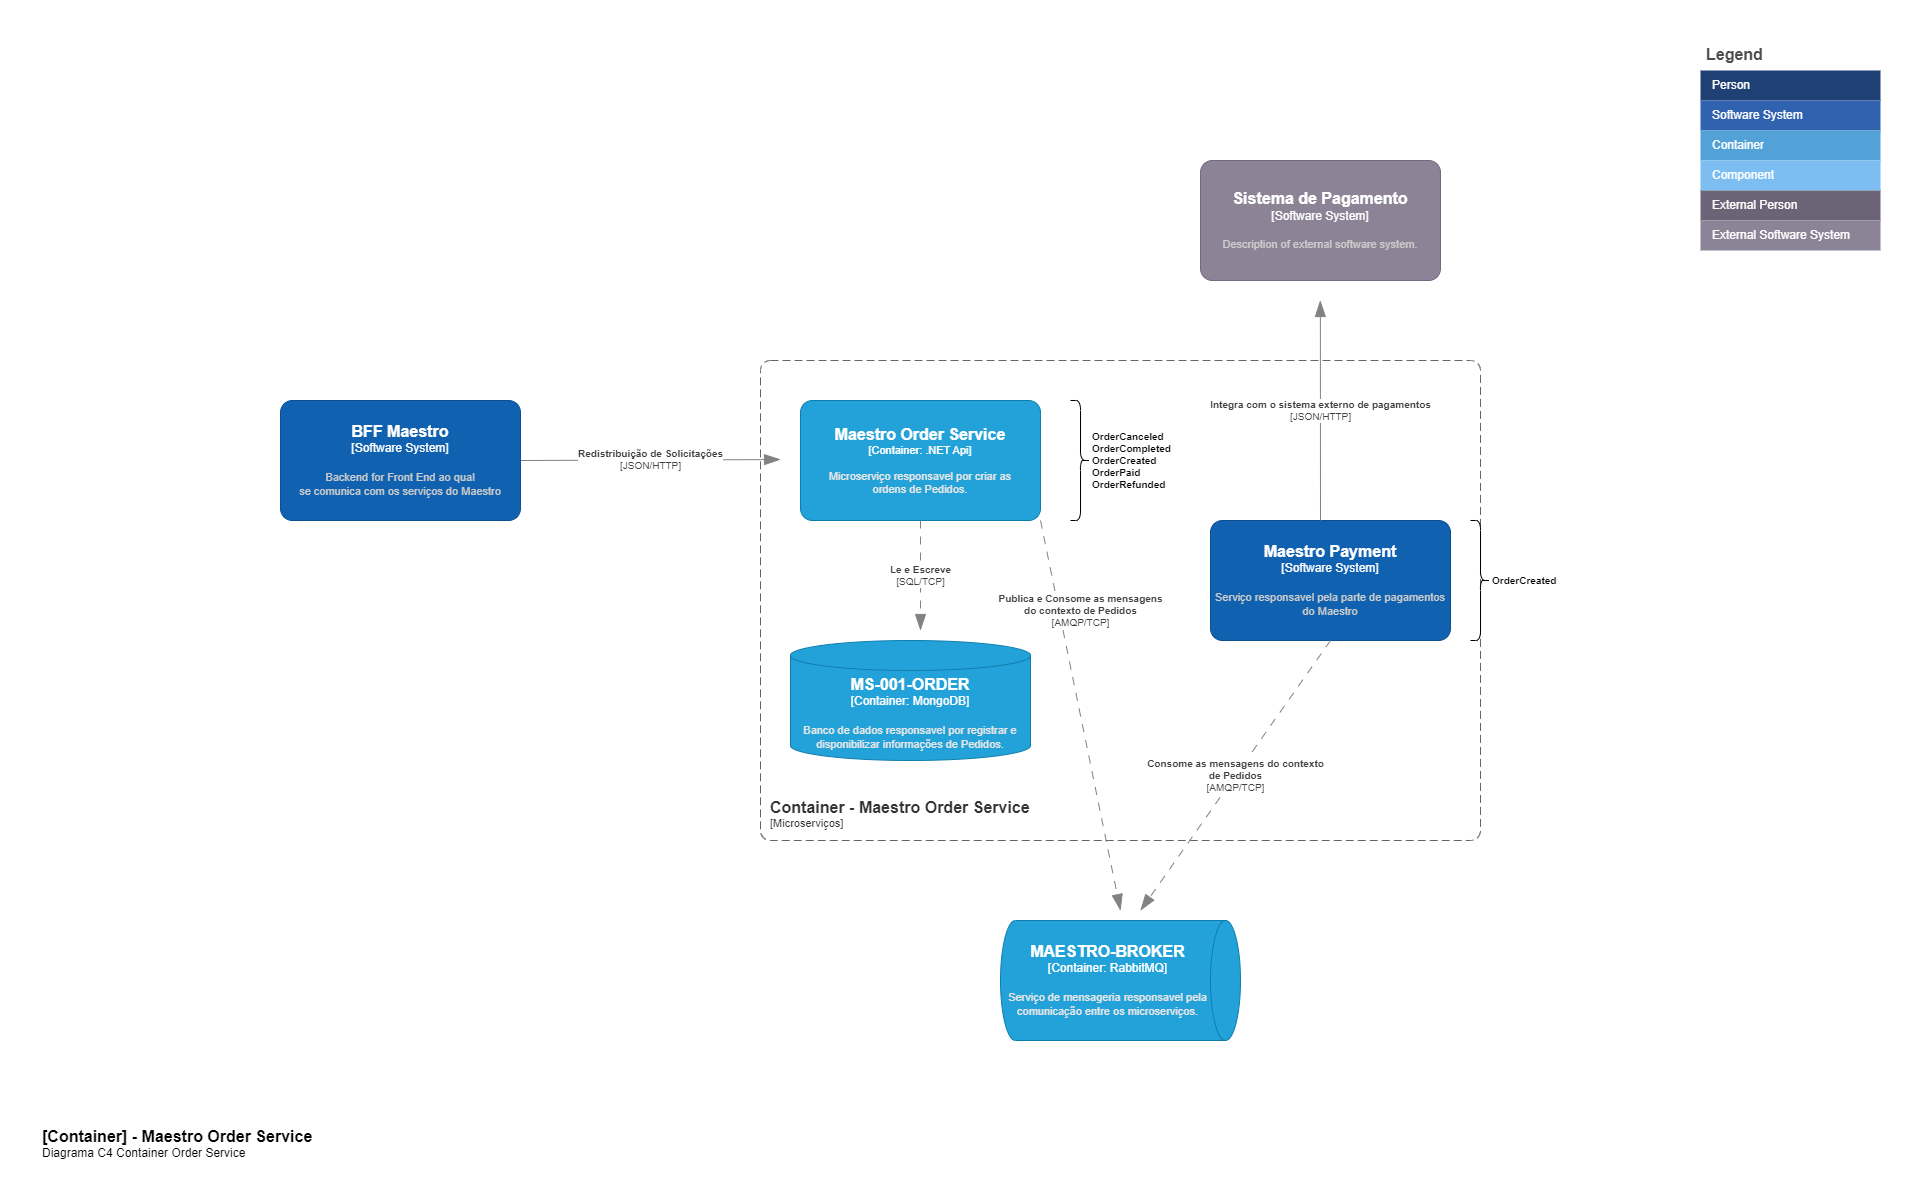 Legend
Person
Software System
Container
Component
External Person
External Software System
Sistema de Pagamento
[Software System]
Description of external software system.
Integra com o sistema externo de pagamentos
[JSON/HTTP]
BFF Maestro
[Software System]
Backend for Front End ao qual
se comunica com os serviços do Maestro
Redistribuição de Solicitações
[JSON/HTTP]
Maestro Order Service
[Container: .NET Api]
Microserviço responsavel por criar as
ordens de Pedidos.
OrderCanceled
OrderCompleted
OrderCreated
OrderPaid
OrderRefunded
Maestro Payment
[Software System]
Serviço responsavel pela parte de pagamentos
do Maestro
OrderCreated
Le e Escreve
[SQL/TCP]
Publica e Consome as mensagens
do contexto de Pedidos
[AMQP/TCP]
MS-001-ORDER
[Container: MongoDB]
Banco de dados responsavel por registrar e
disponibilizar informações de Pedidos.
Consome as mensagens do contexto
de Pedidos
[AMQP/TCP]
Container - Maestro Order Service
[Microserviços]
MAESTRO-BROKER
[Container: RabbitMQ]
Serviço de mensageria responsavel pela
comunicação entre os microserviços.
[Container] - Maestro Order Service
Diagrama C4 Container Order Service